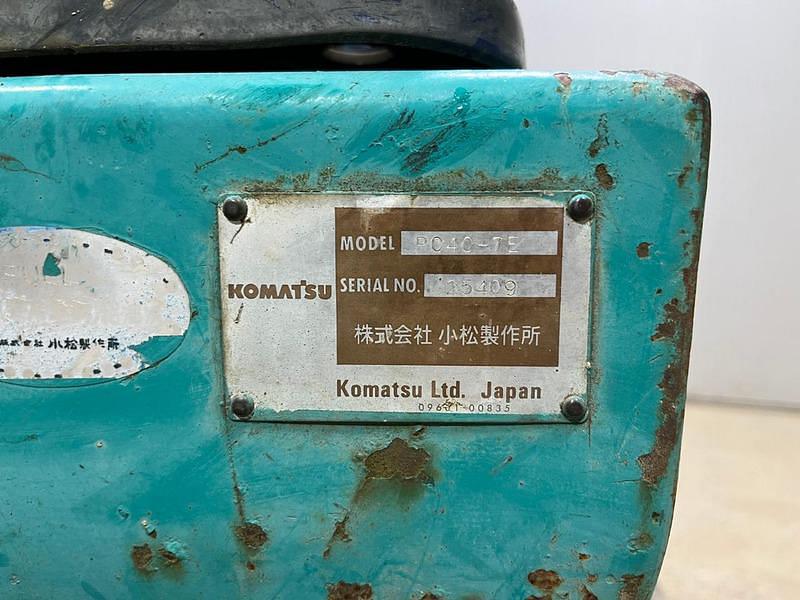 MODEL PC40-7E
KOMATSU SERIAL NO. 15409
株式会社 小松製作所
Komatsu Ltd. Japan
小松製作所